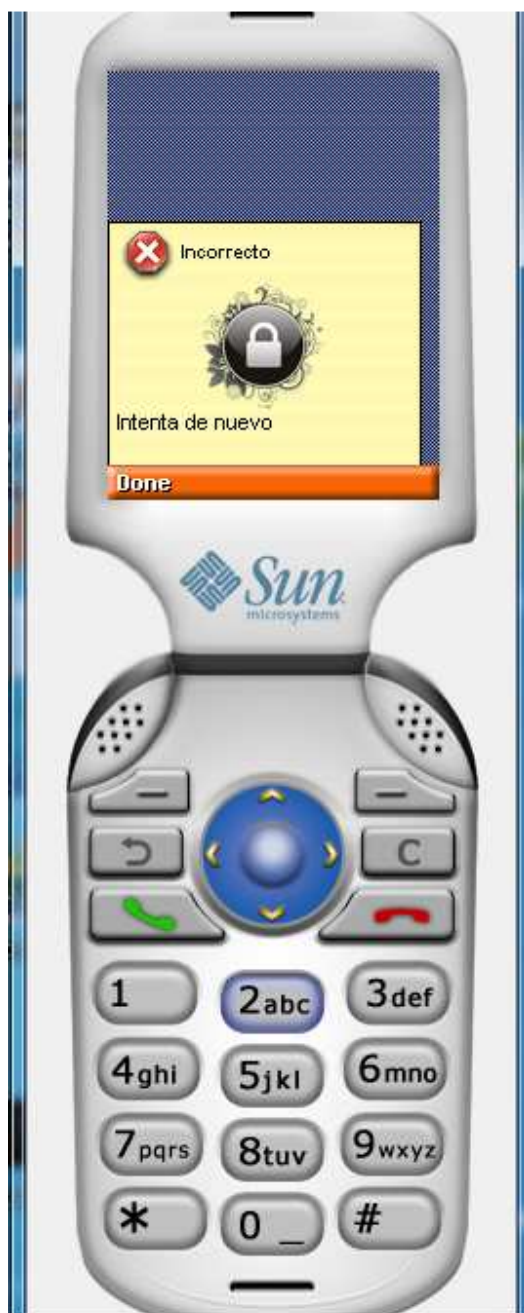 Incorrecto
Intenta de nuevo
Done
Sun
microsystems
C
1
2abc
3def
4ghi
5jkl
6mno
7pqrs
8tuv
9wxyz
*
0 _
#